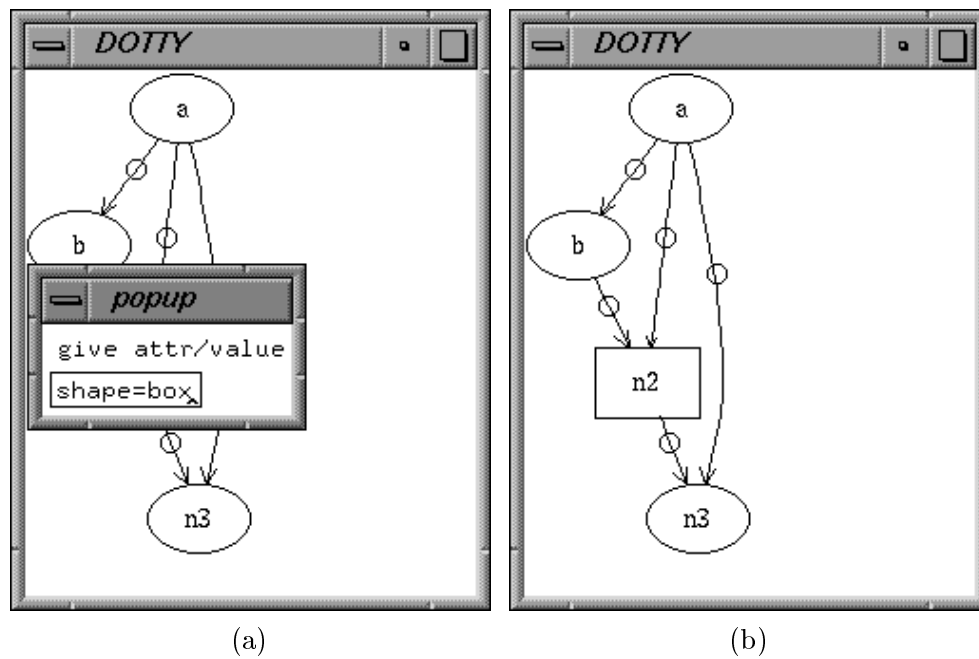 DOTTY
a
b
popup
give attr/value
shape=box
n3
(a)
DOTTY
a
b
n2
n3
(b)